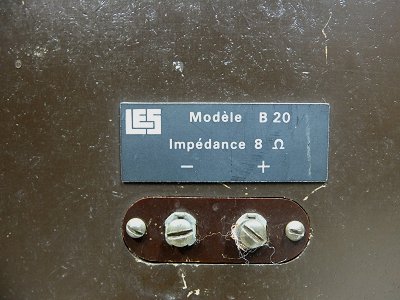 LES Modèle B 20
Impédance 8 Ω
− +